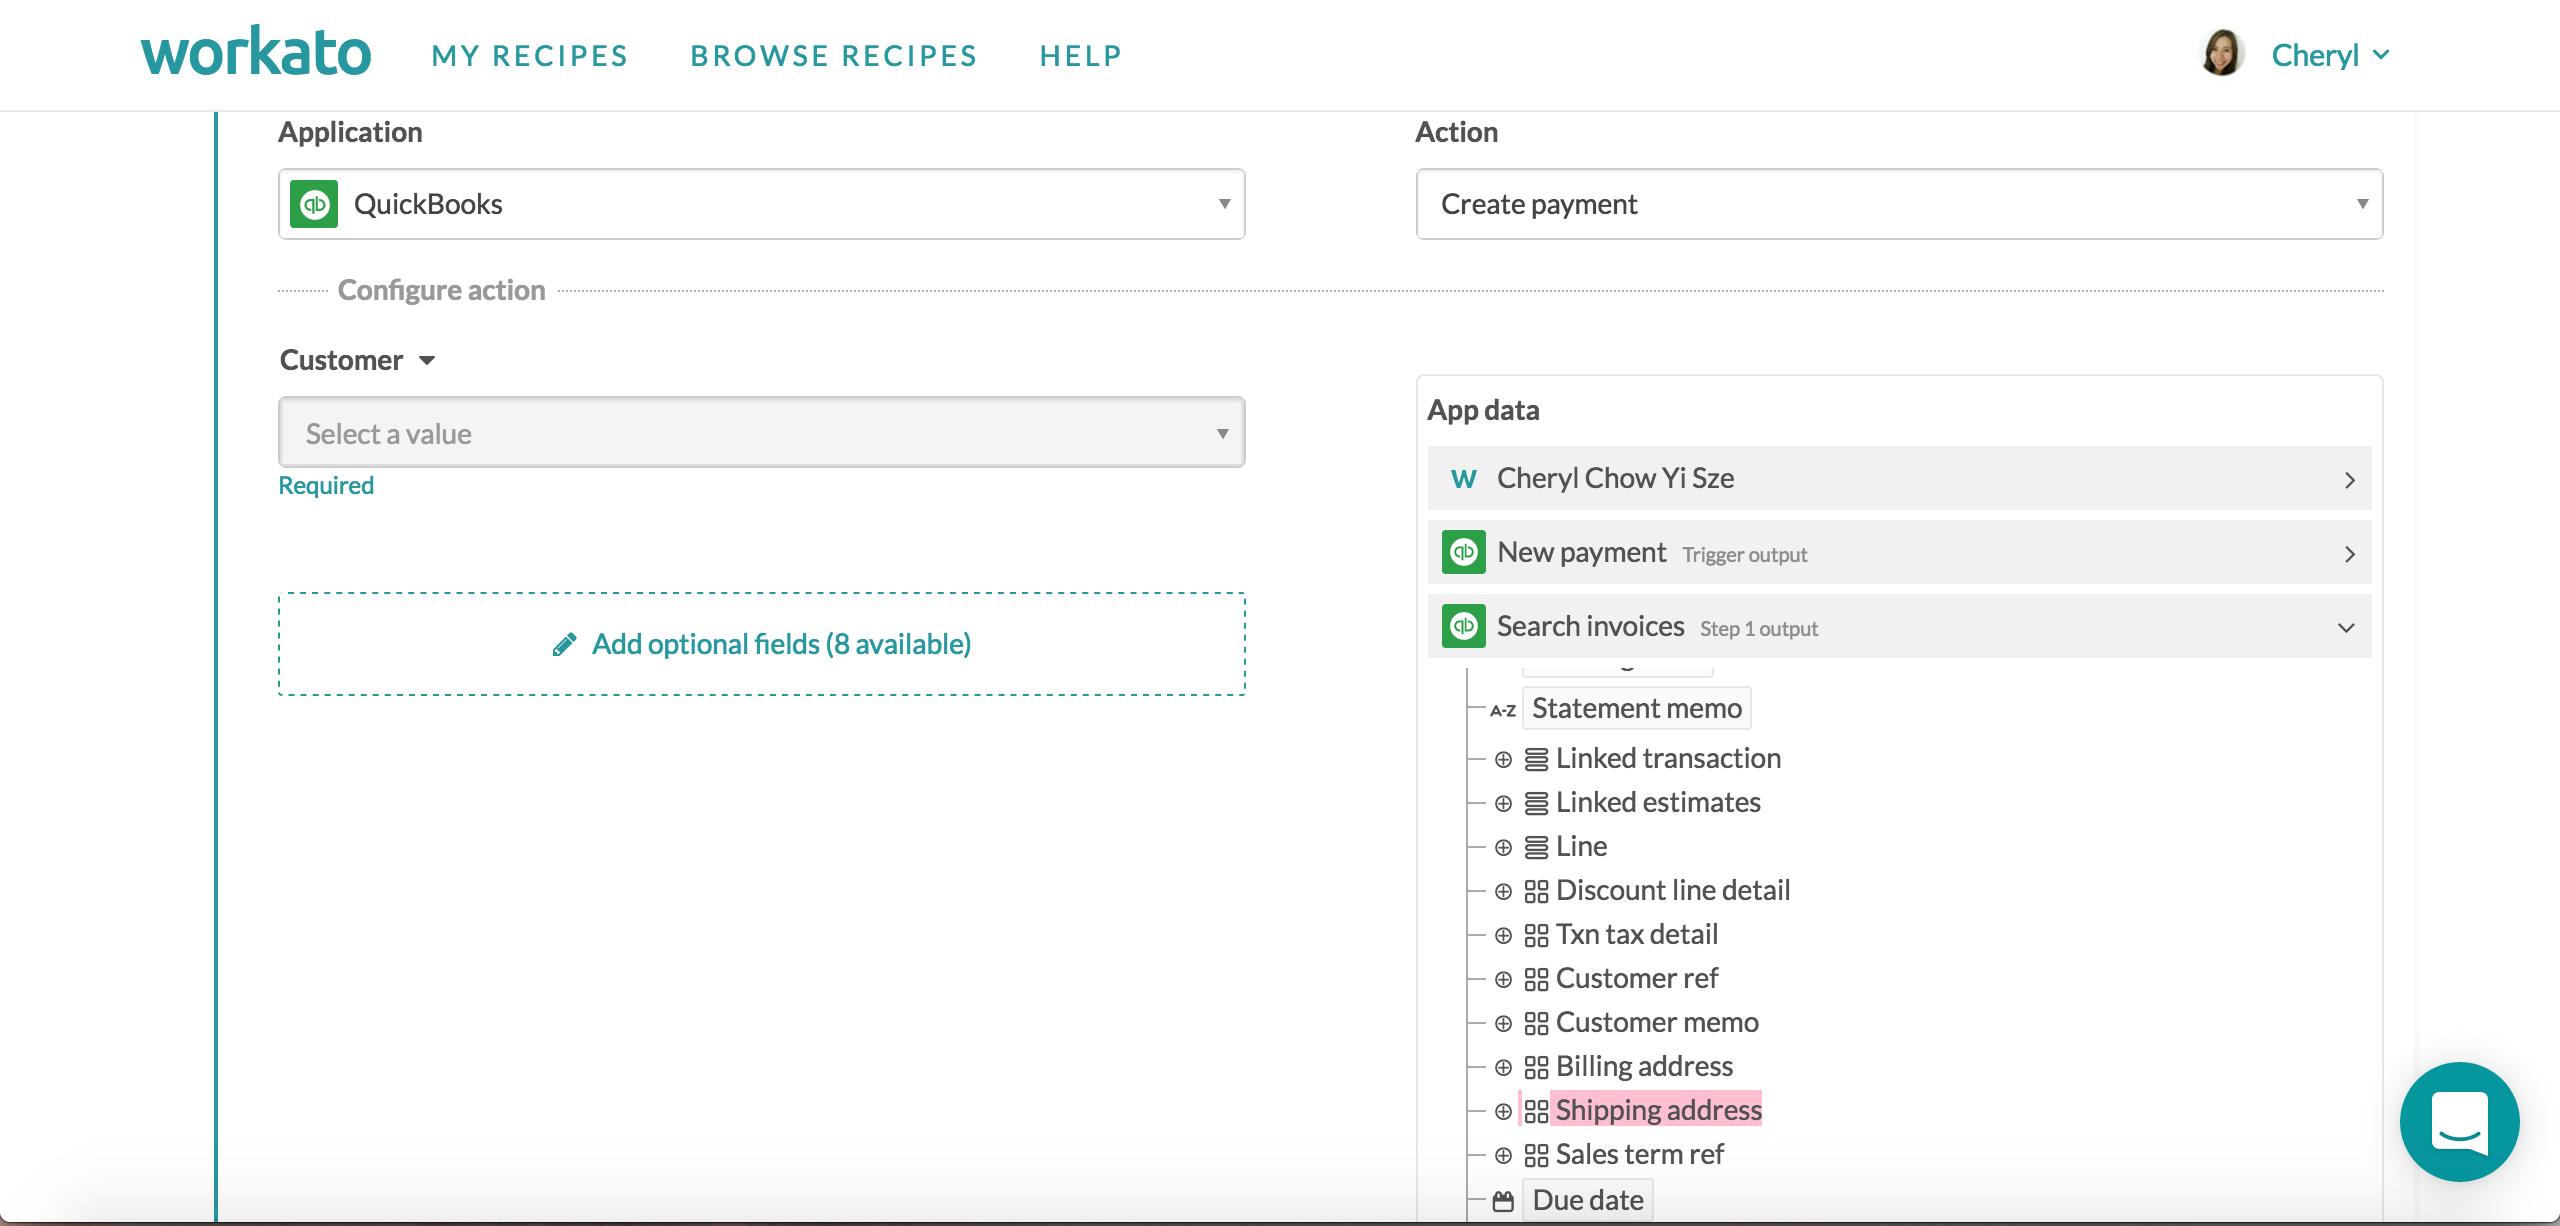 workato MY RECIPES BROWSE RECIPES HELP Cheryl
Application
QuickBooks
Action
Create payment
Configure action
Customer
Select a value
Required
Add optional fields (8 available)
App data
W Cheryl Chow Yi Sze
qb New payment Trigger output
qb Search invoices Step 1 output
A-Z Statement memo
Linked transaction
Linked estimates
Line
Discount line detail
Txn tax detail
Customer ref
Customer memo
Billing address
Shipping address
Sales term ref
Due date